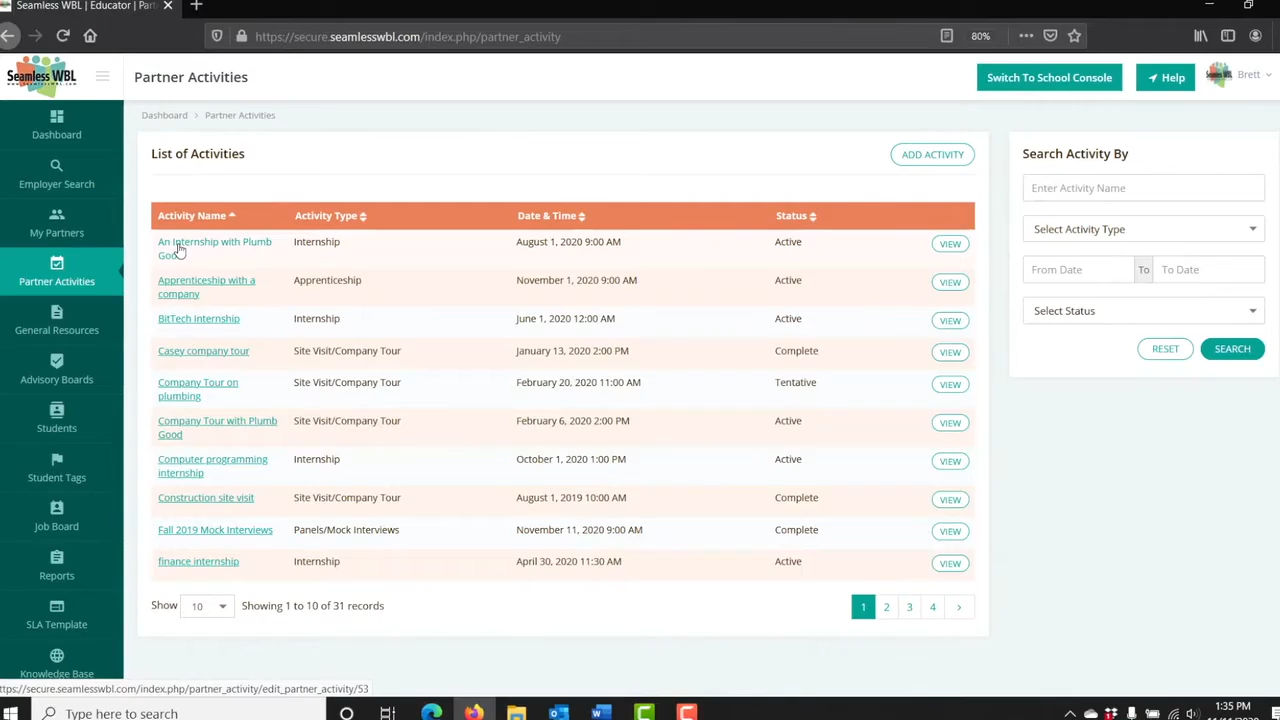 Seamless WBL | Educator | Part
https://secure.seamlesswbl.com/index.php/partner_activity
80%
Seamless WBL
www.seamlesswbl.com
Partner Activities
Switch To School Console
Help
Brett
Dashboard
Employer Search
My Partners
Partner Activities
General Resources
Advisory Boards
Students
Student Tags
Job Board
Reports
SLA Template
Knowledge Base
Dashboard > Partner Activities
List of Activities
ADD ACTIVITY
Activity Name Activity Type Date & Time Status
An Internship with Plumb Good Internship August 1, 2020 9:00 AM Active VIEW
Apprenticeship with a company Apprenticeship November 1, 2020 9:00 AM Active VIEW
BitTech Internship Internship June 1, 2020 12:00 AM Active VIEW
Casey company tour Site Visit/Company Tour January 13, 2020 2:00 PM Complete VIEW
Company Tour on plumbing Site Visit/Company Tour February 20, 2020 11:00 AM Tentative VIEW
Company Tour with Plumb Good Site Visit/Company Tour February 6, 2020 2:00 PM Active VIEW
Computer programming internship Internship October 1, 2020 1:00 PM Active VIEW
Construction site visit Site Visit/Company Tour August 1, 2019 10:00 AM Complete VIEW
Fall 2019 Mock Interviews Panels/Mock Interviews November 11, 2020 9:00 AM Complete VIEW
finance internship Internship April 30, 2020 11:30 AM Active VIEW
Show 10 Showing 1 to 10 of 31 records
1 2 3 4 >
Search Activity By
Enter Activity Name
Select Activity Type
From Date To To Date
Select Status
RESET SEARCH
ttps://secure.seamlesswbl.com/index.php/partner_activity/edit_partner_activity/53
Type here to search
1:35 PM